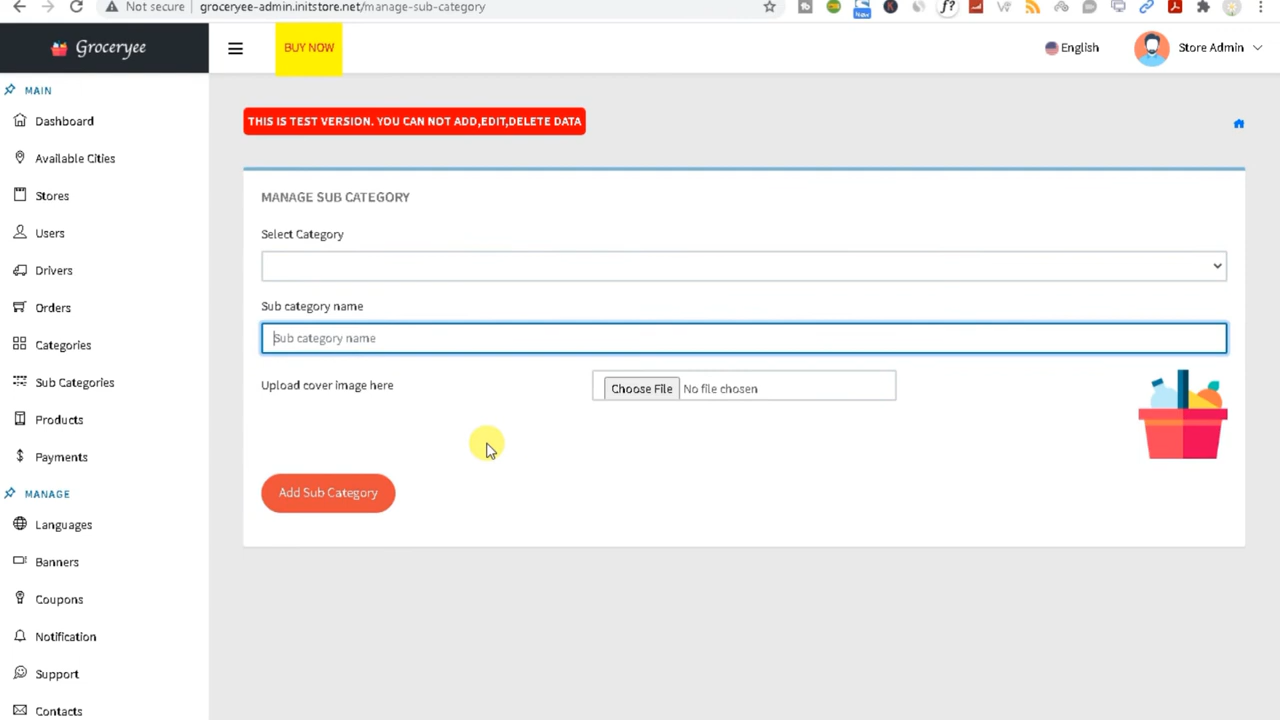 Not secure groceryee-admin.initstore.net/manage-sub-category
New
f?
Groceryee
BUY NOW
English
Store Admin
MAIN
Dashboard
Available Cities
Stores
Users
Drivers
Orders
Categories
Sub Categories
Products
Payments
MANAGE
Languages
Banners
Coupons
Notification
Support
Contacts
THIS IS TEST VERSION. YOU CAN NOT ADD,EDIT,DELETE DATA
MANAGE SUB CATEGORY
Select Category
Sub category name
Sub category name
Upload cover image here
Choose File No file chosen
Add Sub Category